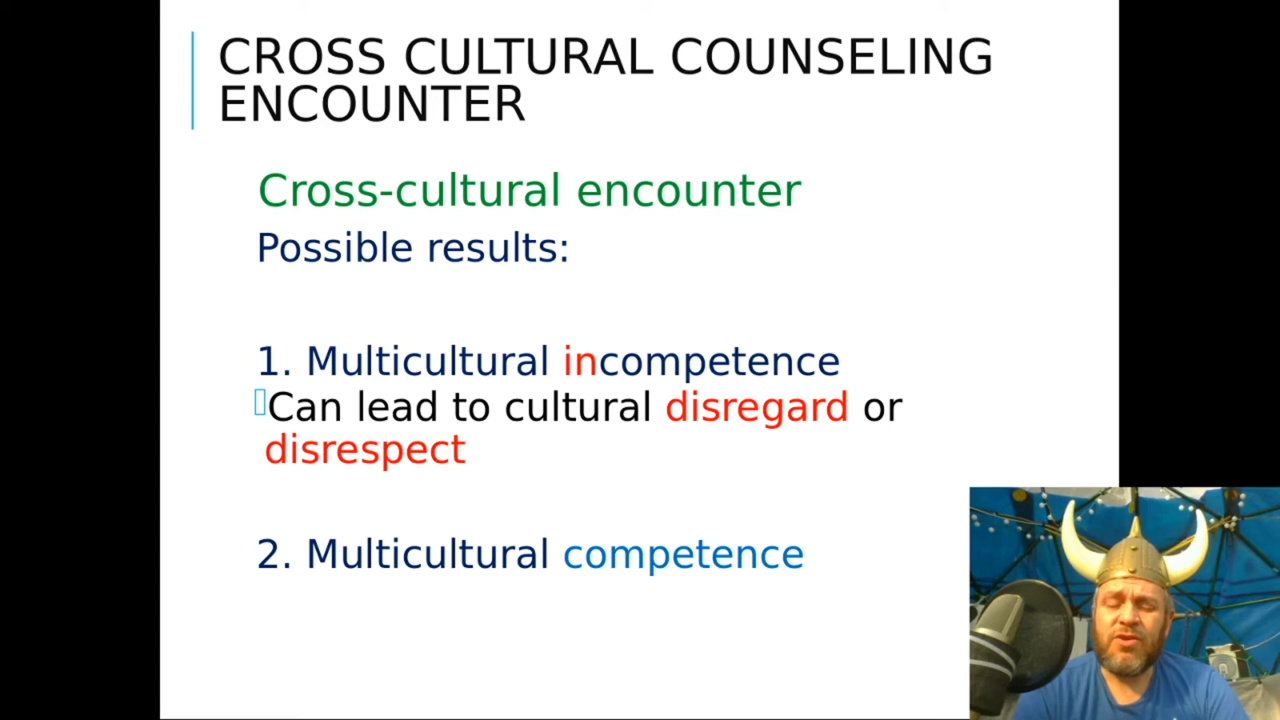 CROSS CULTURAL COUNSELING
ENCOUNTER
Cross-cultural encounter
Possible results:
1. Multicultural incompetence
Can lead to cultural disregard or
disrespect
2. Multicultural competence